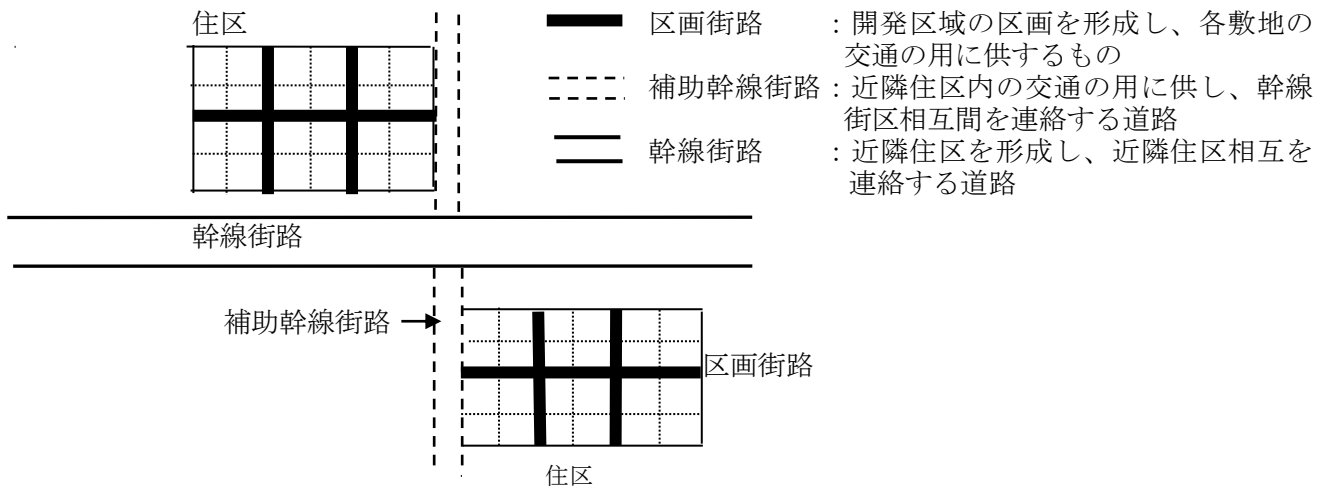 住区
区画街路　：開発区域の区画を形成し、各敷地の
交通の用に供するもの
補助幹線街路：近隣住区内の交通の用に供し、幹線
街区相互間を連絡する道路
幹線街路　：近隣住区を形成し、近隣住区相互を
連絡する道路
幹線街路
補助幹線街路
区画街路
住区